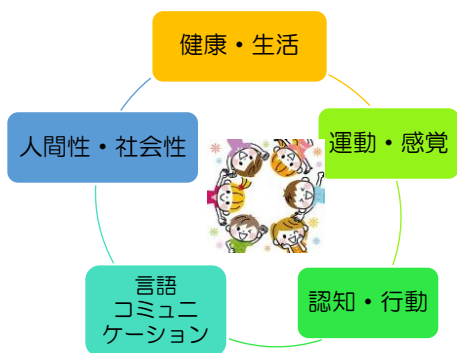 健康・生活
人間性・社会性
運動・感覚
言語
コミュニ
ケーション
認知・行動